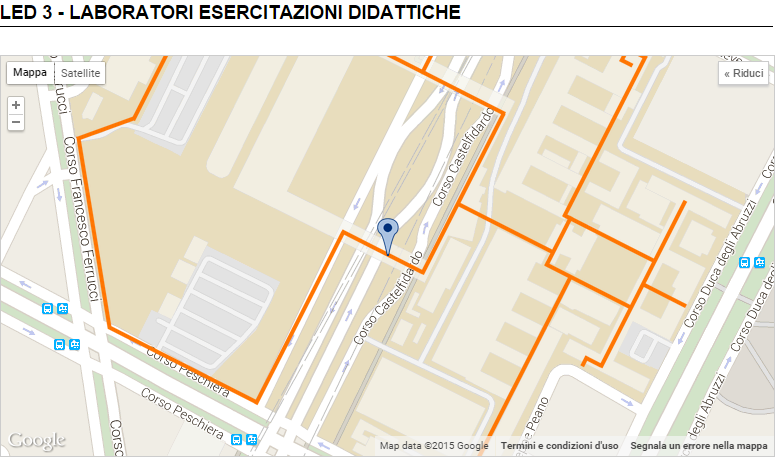 LED 3 - LABORATORI ESERCITAZIONI DIDATTICHE
Mappa
Satellite
« Riduci
+
−
Corso Francesco Ferrucci
Corso Castelfidardo
Corso Castelfidardo
Corso Duca degli Abruzzi
Corso Duca degli
degli Abruzzi
Corso Peschiera
Corso Peschiera
Corso
Peano
Google
Map data ©2015 Google
Termini e condizioni d'uso
Segnala un errore nella mappa